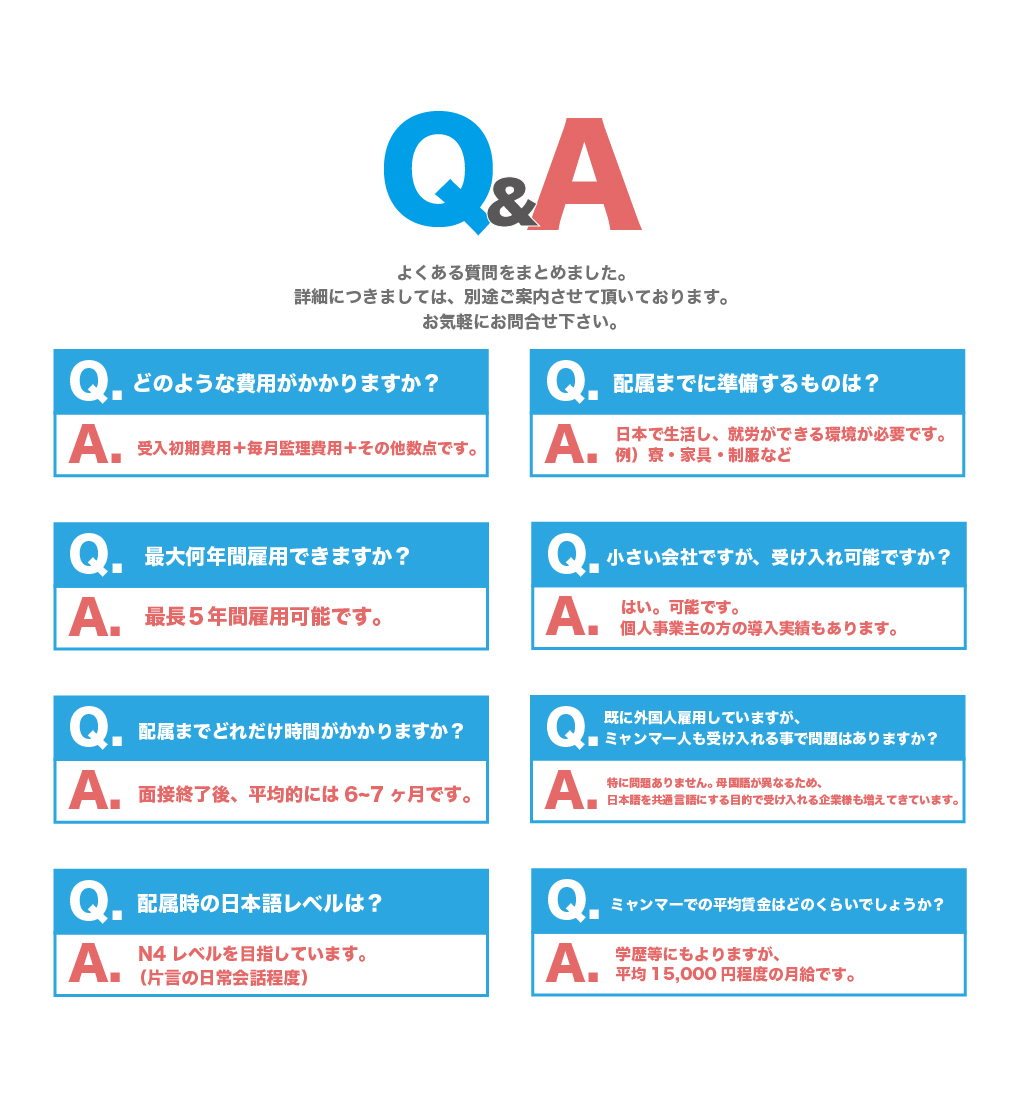 Q&A
よくある質問をまとめました。
詳細につきましては、別途ご案内させて頂いております。
お気軽にお問合せ下さい。
Q. どのような費用がかかりますか？
A. 受入初期費用＋毎月監理費用＋その他数点です。
Q. 配属までに準備するものは？
A. 日本で生活し、就労ができる環境が必要です。
例）寮・家具・制服など
Q. 最大何年間雇用できますか？
A. 最長５年間雇用可能です。
Q. 小さい会社ですが、受け入れ可能ですか？
A. はい。可能です。
個人事業主の方の導入実績もあります。
Q. 配属までどれだけ時間がかかりますか？
A. 面接終了後、平均的には 6~7 ヶ月です。
Q. 既に外国人雇用していますが、
ミャンマー人も受け入れる事で問題はありますか？
A. 特に問題ありません。母国語が異なるため、
日本語を共通言語にする目的で受け入れる企業様も増えてきています。
Q. 配属時の日本語レベルは？
A. N4 レベルを目指しています。
（片言の日常会話程度）
Q. ミャンマーでの平均賃金はどのくらいでしょうか？
A. 学歴等にもよりますが、
平均 15,000 円程度の月給です。